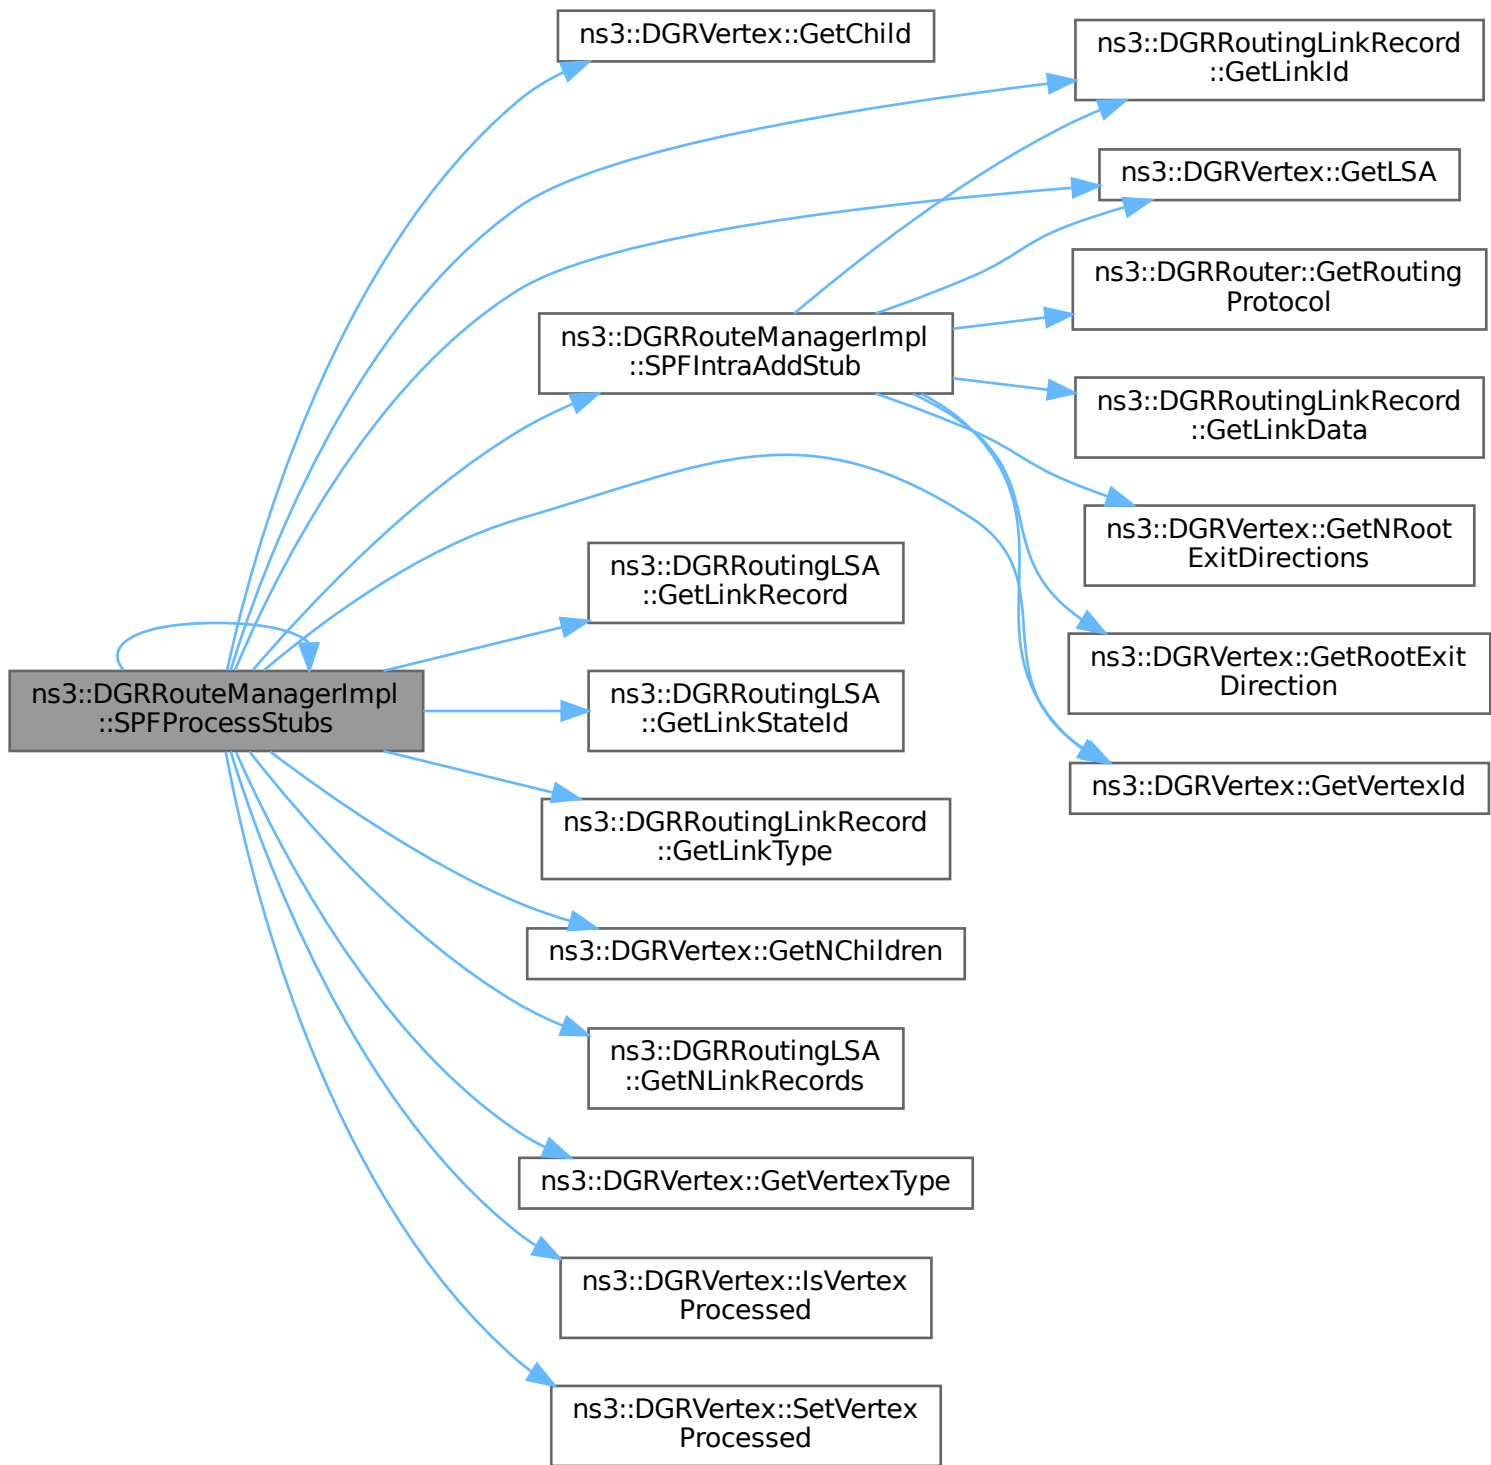 ns3::DGRRouteManagerImpl
::SPFProcessStubs
ns3::DGRVertex::GetChild
ns3::DGRRoutingLinkRecord
::GetLinkId
ns3::DGRVertex::GetLSA
ns3::DGRRouteManagerImpl
::SPFIntraAddStub
ns3::DGRRouter::GetRouting
Protocol
ns3::DGRRoutingLinkRecord
::GetLinkData
ns3::DGRVertex::GetNRoot
ExitDirections
ns3::DGRVertex::GetRootExit
Direction
ns3::DGRVertex::GetVertexId
ns3::DGRRoutingLSA
::GetLinkRecord
ns3::DGRRoutingLSA
::GetLinkStateId
ns3::DGRRoutingLinkRecord
::GetLinkType
ns3::DGRVertex::GetNChildren
ns3::DGRRoutingLSA
::GetNLinkRecords
ns3::DGRVertex::GetVertexType
ns3::DGRVertex::IsVertex
Processed
ns3::DGRVertex::SetVertex
Processed